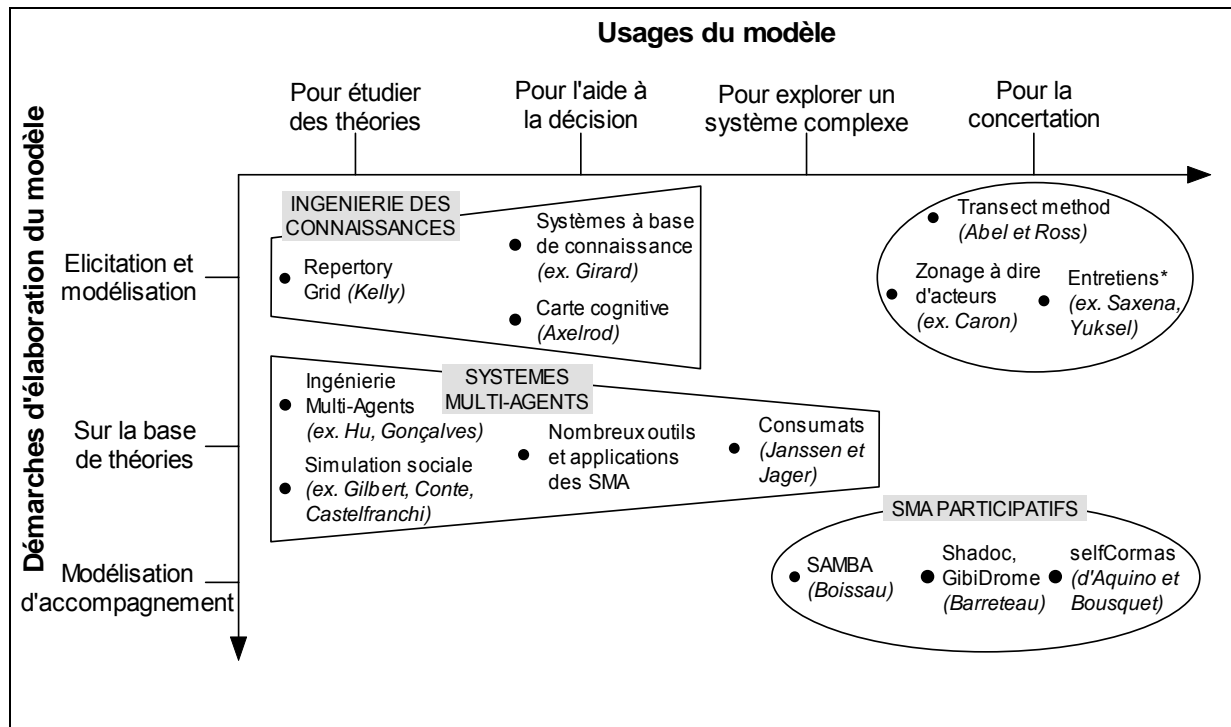 Usages du modèle
Démarches d'élaboration du modèle
Pour étudier
des théories
Pour l'aide à
la décision
Pour explorer un
système complexe
Pour la
concertation
Elicitation et
modélisation
INGENIERIE DES
CONNAISSANCES
Repertory
Grid (Kelly)
Systèmes à base
de connaissance
(ex. Girard)
Carte cognitive
(Axelrod)
Transect method
(Abel et Ross)
Zonage à dire
d'acteurs
(ex. Caron)
Entretiens*
(ex. Saxena,
Yuksel)
Sur la base
de théories
SYSTEMES
MULTI-AGENTS
Ingénierie
Multi-Agents
(ex. Hu, Gonçalves)
Simulation sociale
(ex. Gilbert, Conte,
Castelfranchi)
Nombreux outils
et applications
des SMA
Consumats
(Janssen et
Jager)
Modélisation
d'accompagnement
SMA PARTICIPATIFS
SAMBA
(Boissau)
Shadoc,
GibiDrome
(Barreteau)
selfCormas
(d'Aquino et
Bousquet)